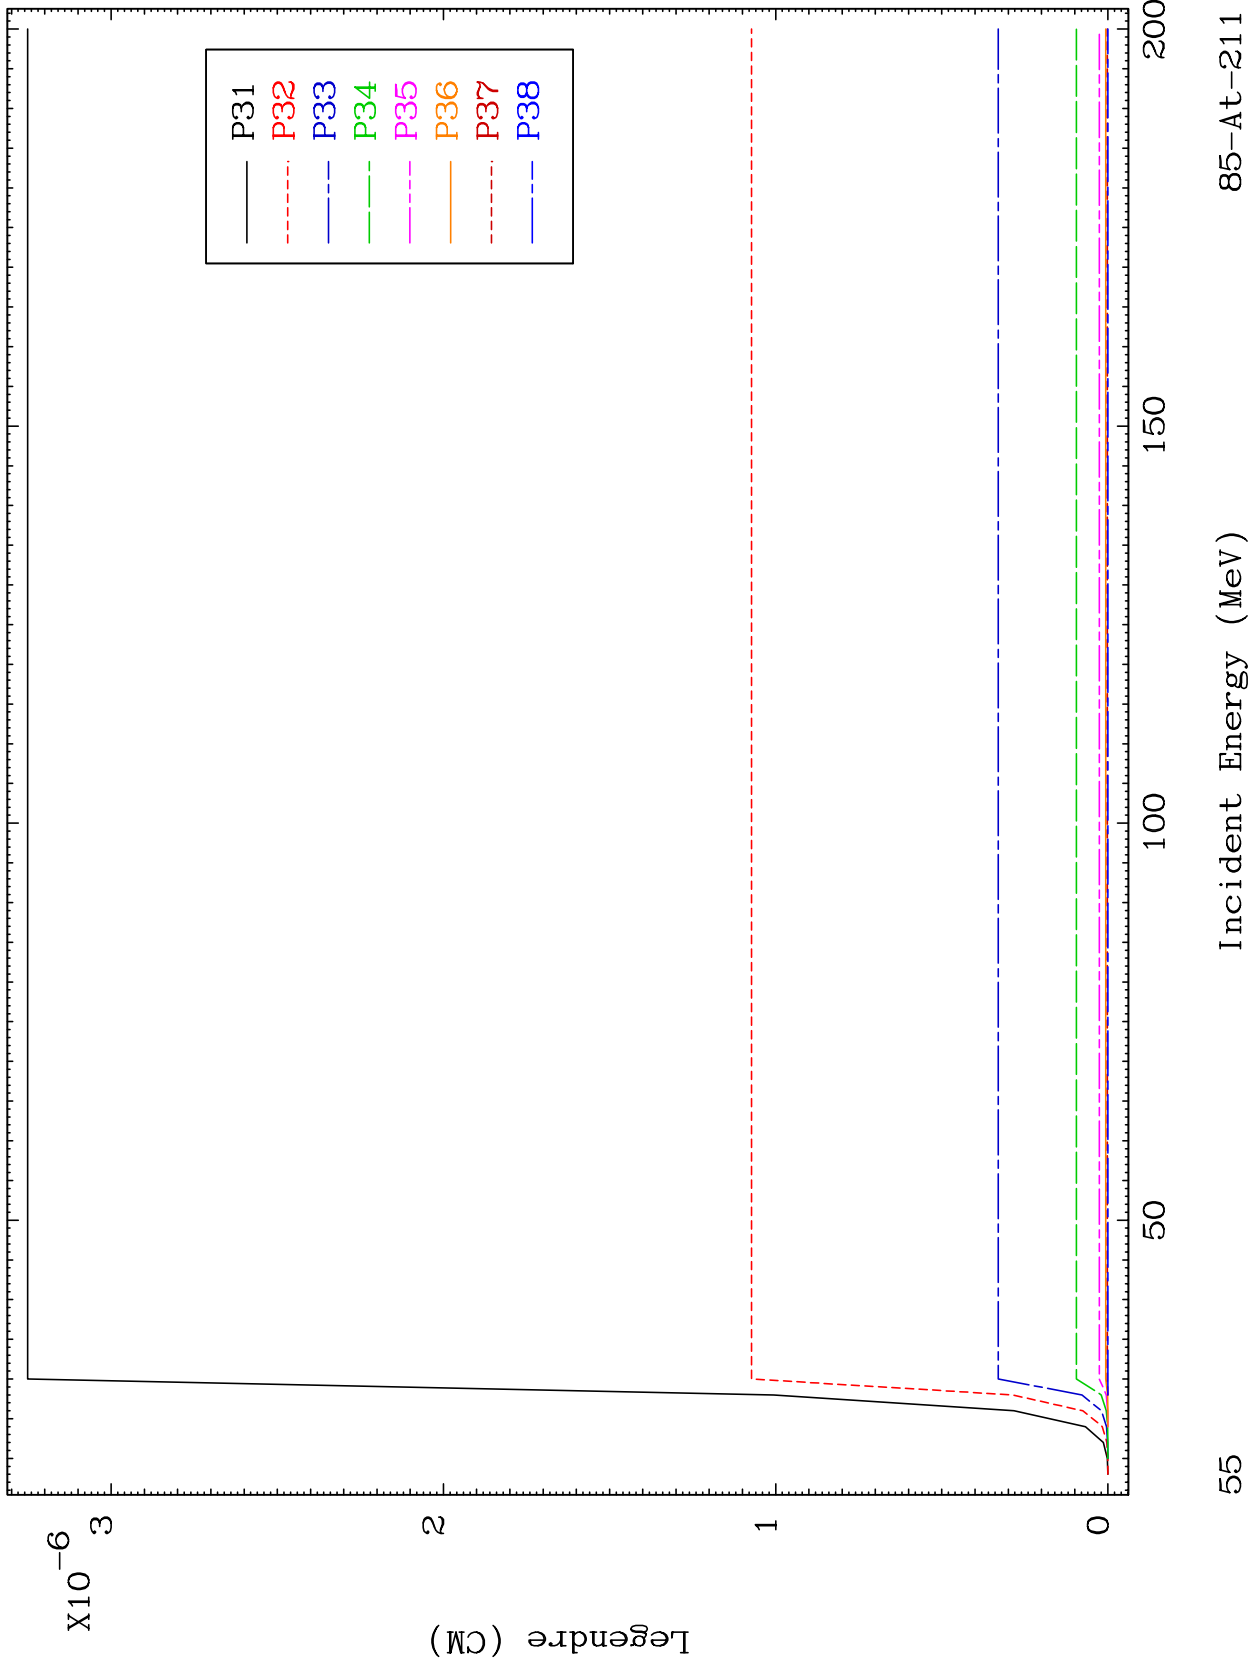 X10-6
3
2
1
0
Legendre (CM)
P31
P32
P33
P34
P35
P36
P37
P38
50
100
150
200
55
Incident Energy (MeV)
85-At-211